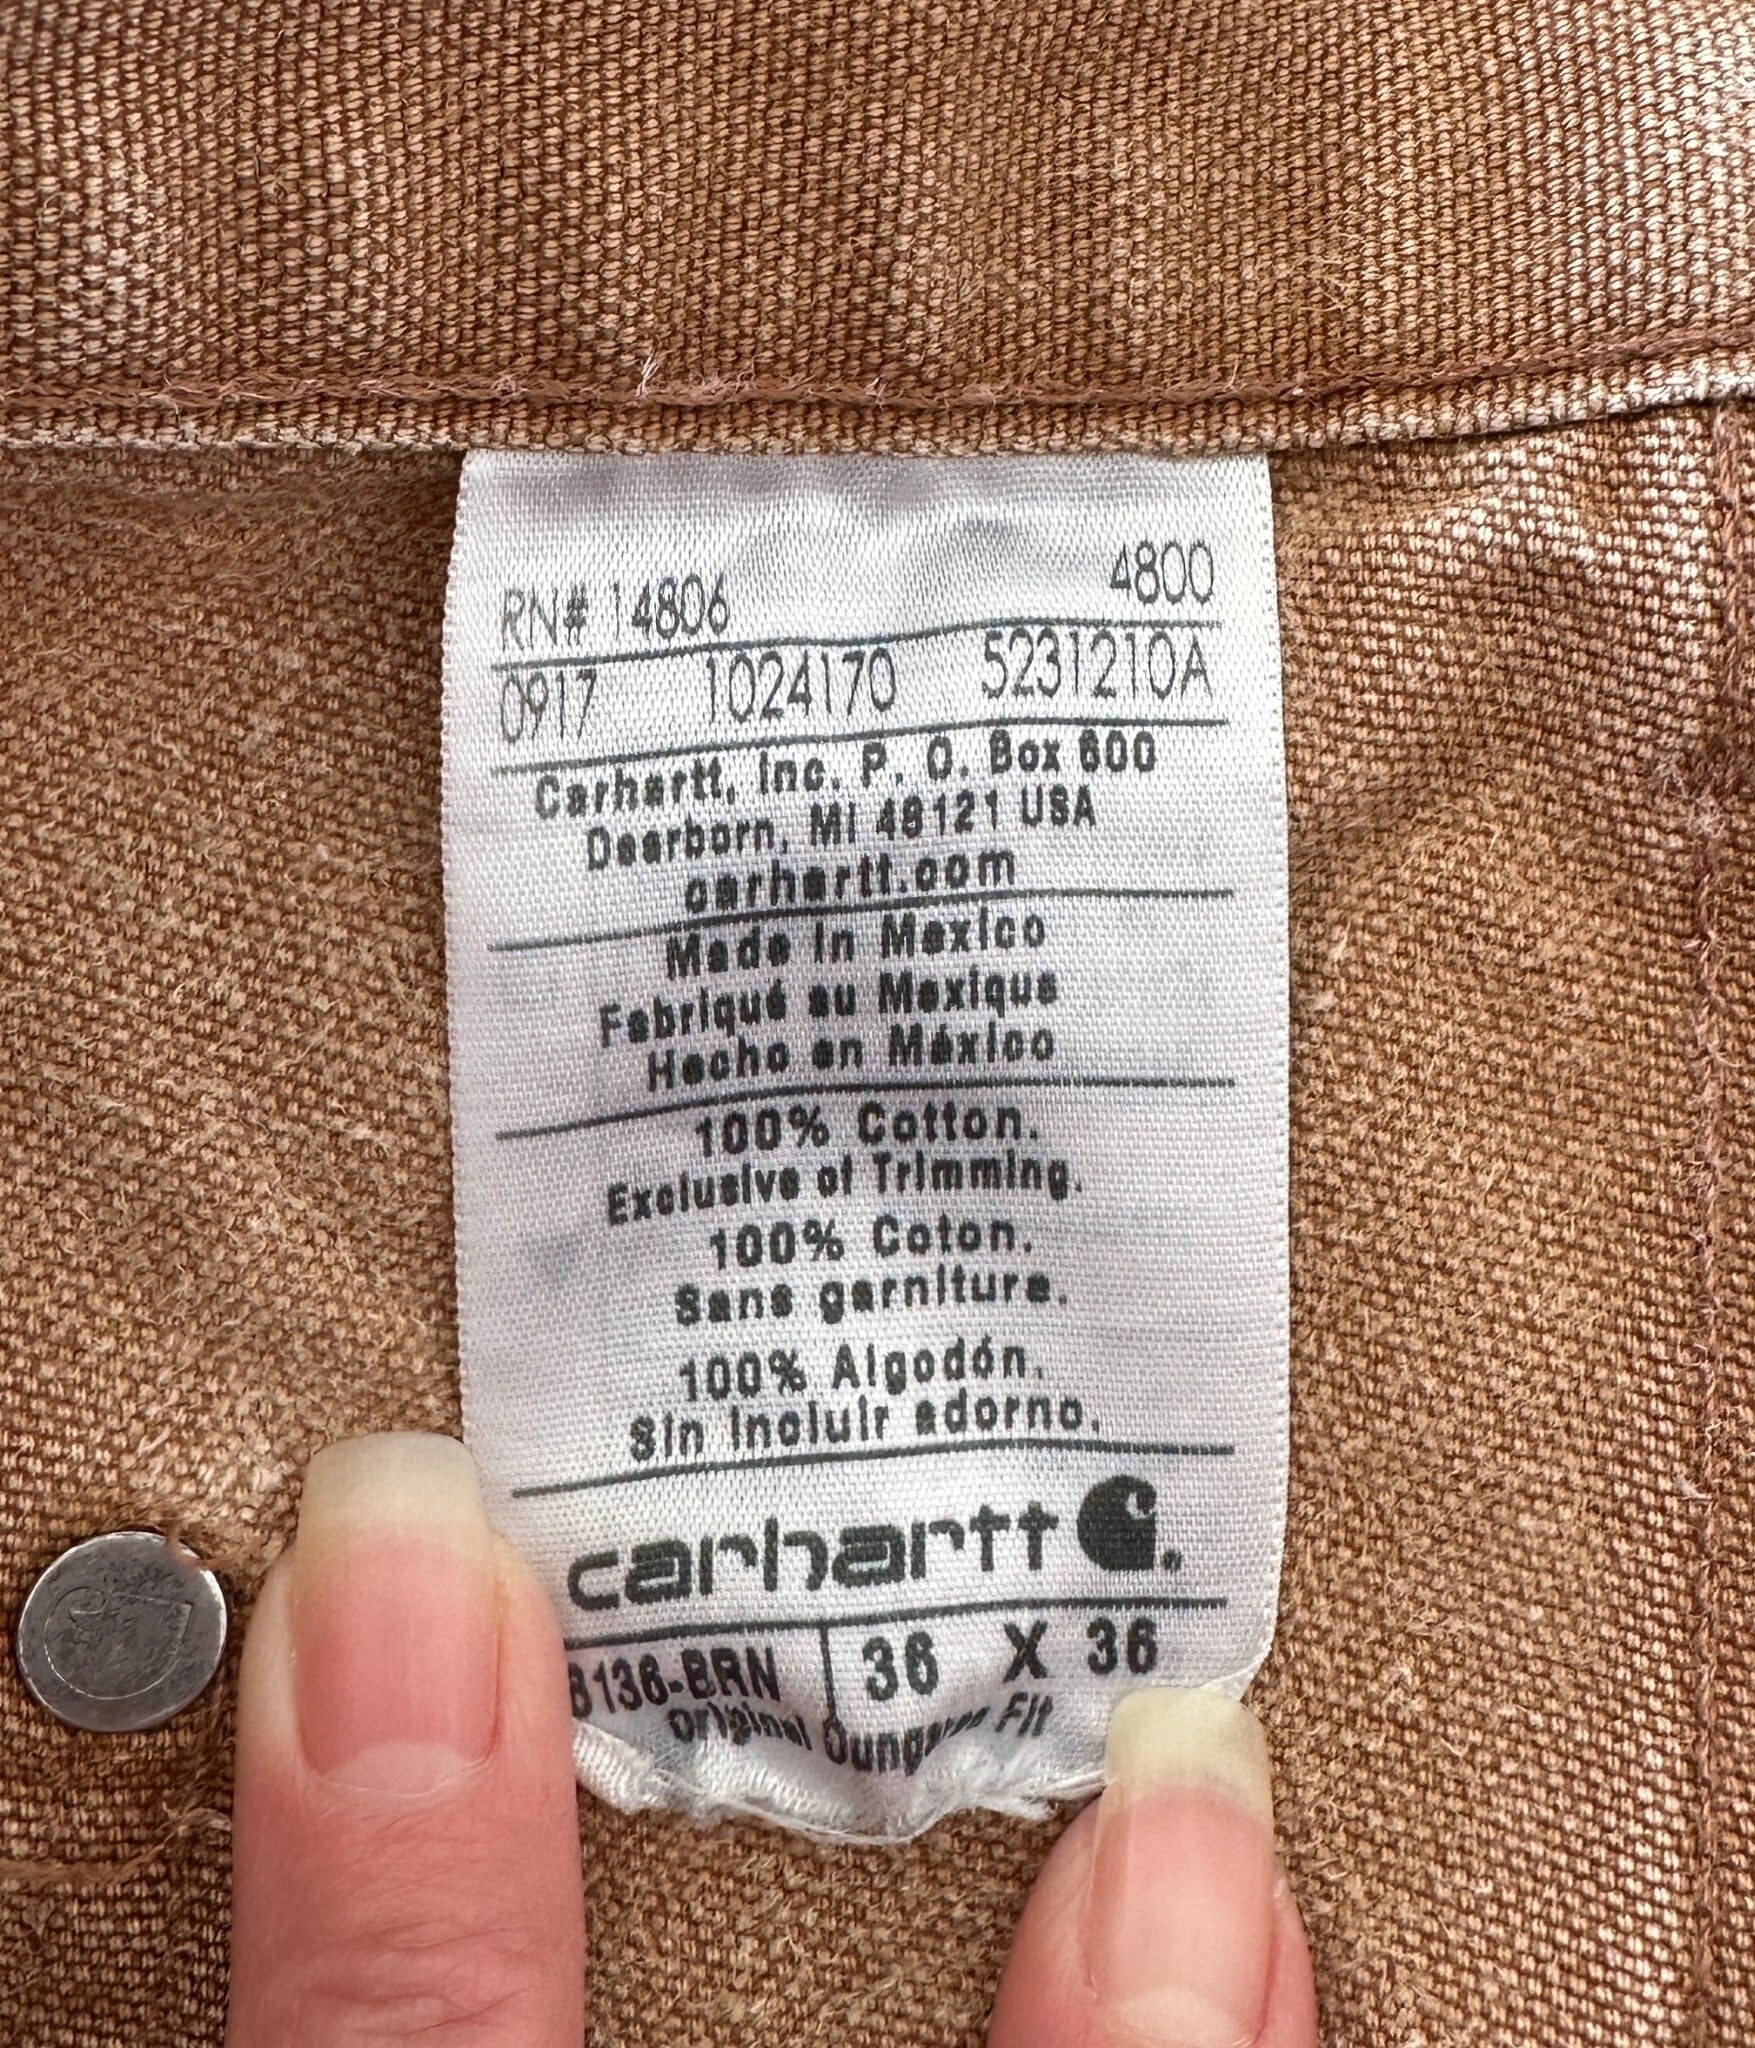 RN# 14806 4800
0917 1024170 5231210A
Carhartt, Inc. P. O. Box 600
Dearborn, MI 48121 USA
carhartt.com
Made in Mexico
Fabriqué au Mexique
Hecho en México
100% Cotton.
Exclusive of Trimming.
100% Coton.
Sans garniture.
100% Algodón.
Sin incluir adorno.
carhartt
B136-BRN 36 X 36
Original Dungaree Fit